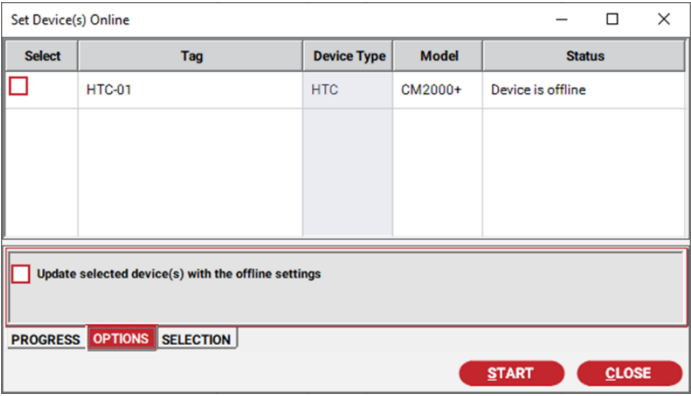 Set Device(s) Online
Select Tag Device Type Model Status
HTC-01 HTC CM2000+ Device is offline
Update selected device(s) with the offline settings
PROGRESS OPTIONS SELECTION
START CLOSE